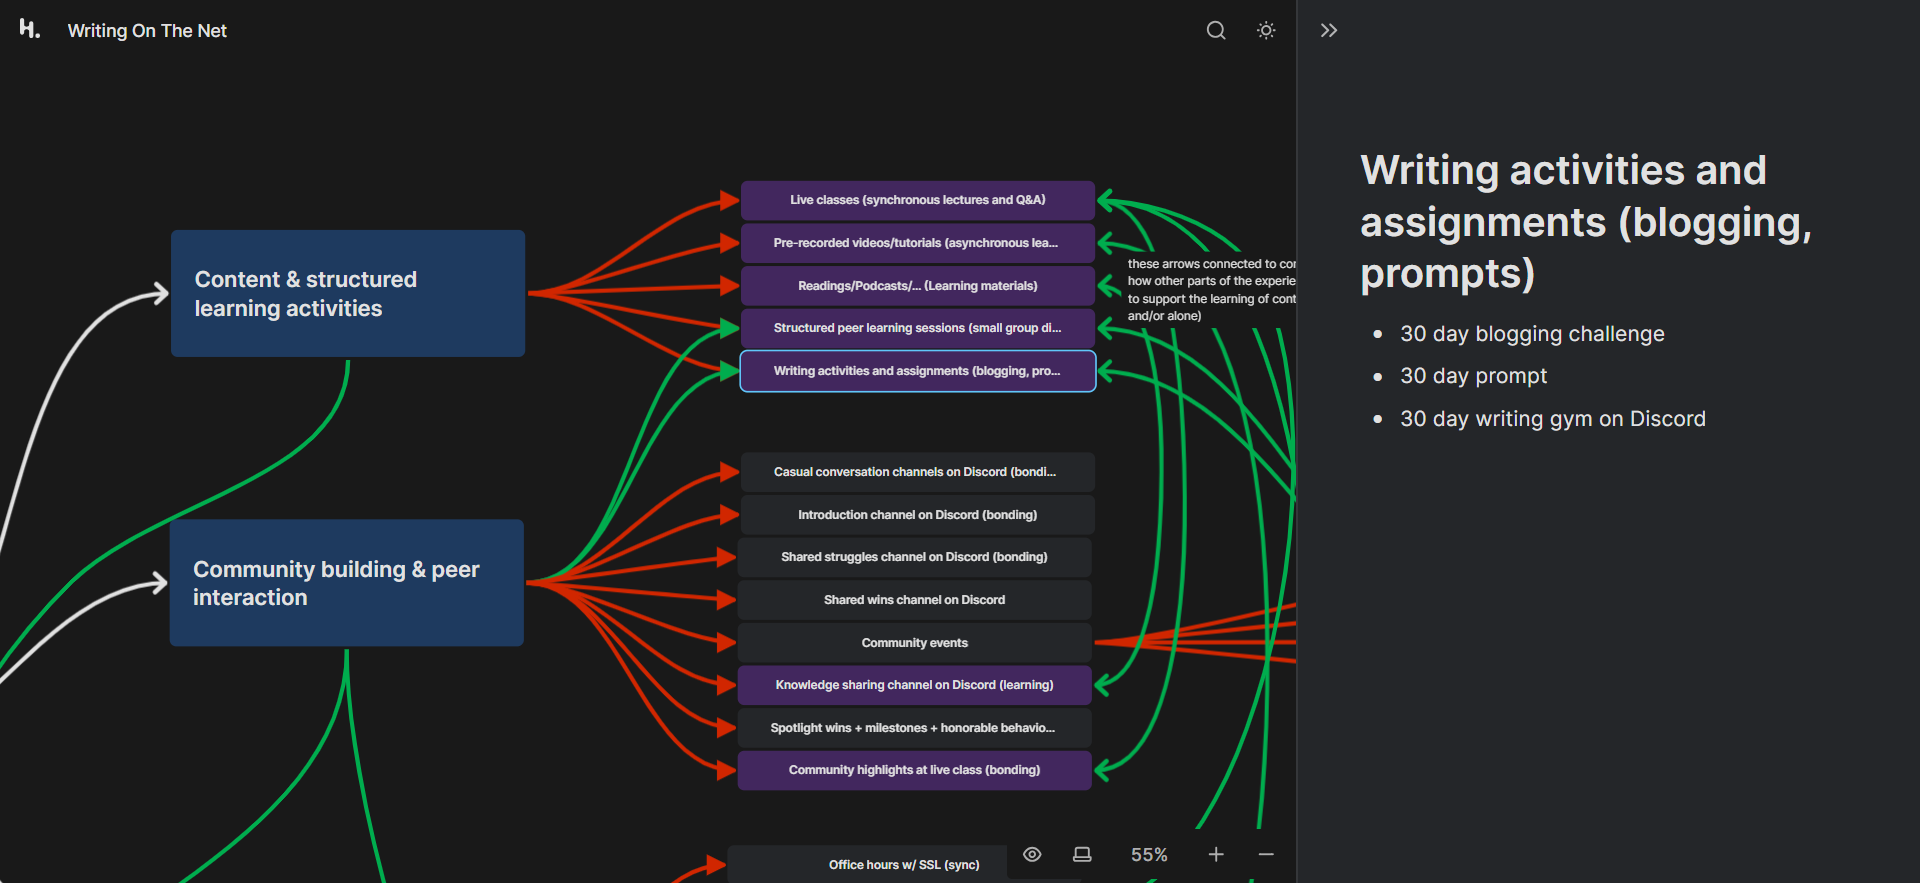 H.
Writing On The Net
Content & structured
learning activities
Live classes (synchronous lectures and Q&A)
Pre-recorded videos/tutorials (asynchronous lea...
Readings/Podcasts/... (Learning materials)
Structured peer learning sessions (small group di...
Writing activities and assignments (blogging, pro...
these arrows connected to con
how other parts of the experie
to support the learning of cont
and/or alone)
Community building & peer
interaction
Casual conversation channels on Discord (bondi...
Introduction channel on Discord (bonding)
Shared struggles channel on Discord (bonding)
Shared wins channel on Discord
Community events
Knowledge sharing channel on Discord (learning)
Spotlight wins + milestones + honorable behavio...
Community highlights at live class (bonding)
Office hours w/ SSL (sync)
55%
Writing activities and
assignments (blogging,
prompts)
• 30 day blogging challenge
• 30 day prompt
• 30 day writing gym on Discord